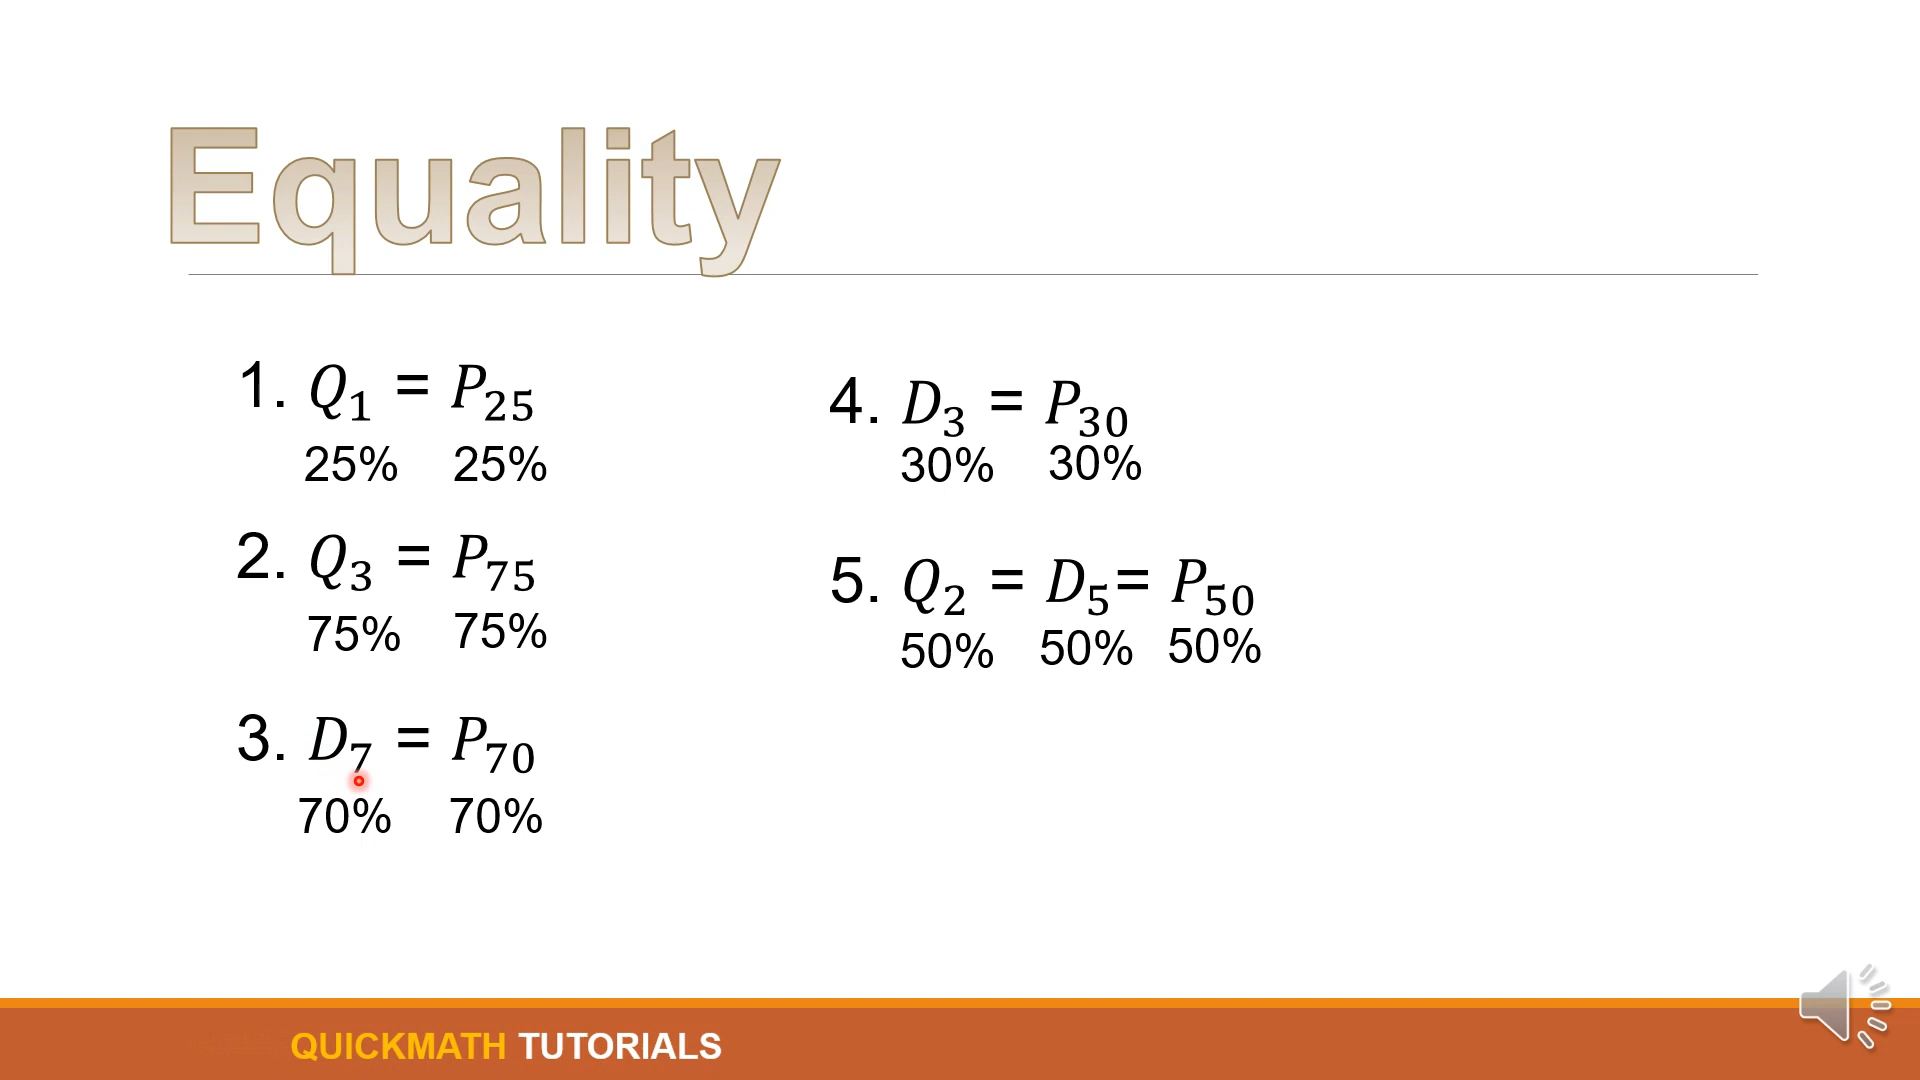 Equality
1. Q₁ = P₂₅
25% 25%
2. Q₃ = P₇₅
75% 75%
3. D₇ = P₇₀
70% 70%
4. D₃ = P₃₀
30% 30%
5. Q₂ = D₅= P₅₀
50% 50% 50%
QUICKMATH TUTORIALS